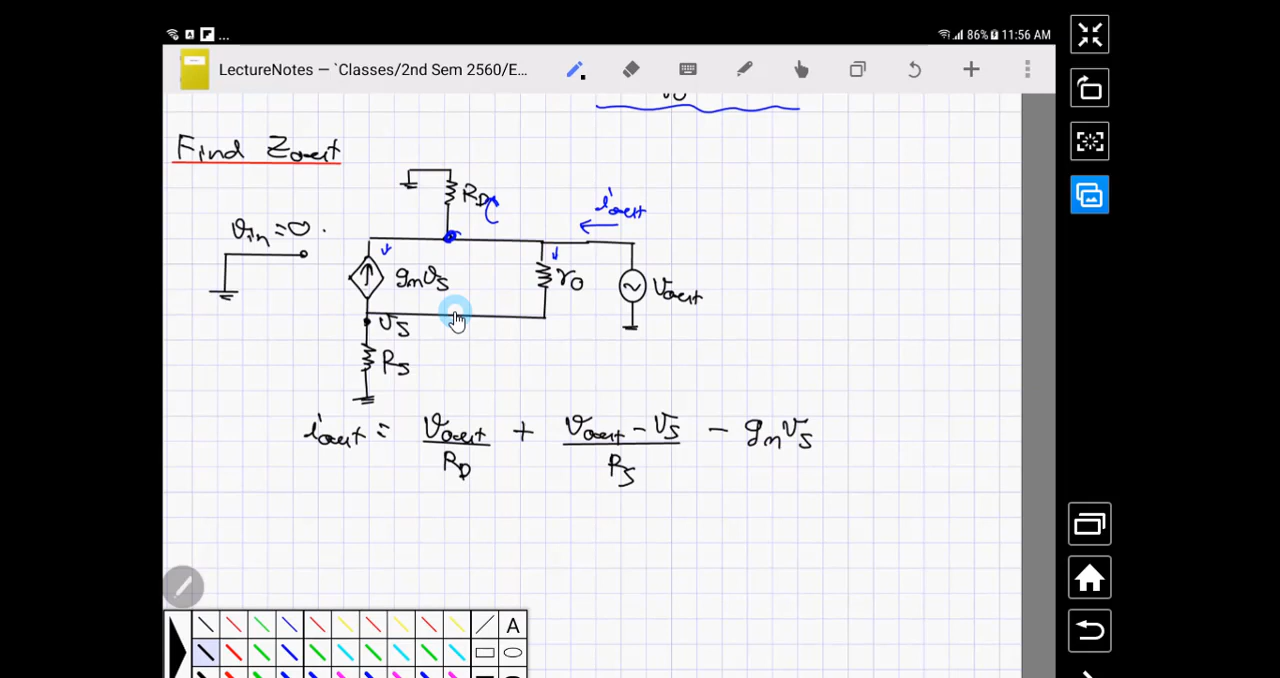 ... 86% 11:56 AM
LectureNotes — `Classes/2nd Sem 2560/E...
Find Zout
RD
iout
vin = 0.
gmvs
ro
Vout
vs
RS
iout = vout/RD + (vout - vs)/RS - gmvs
A